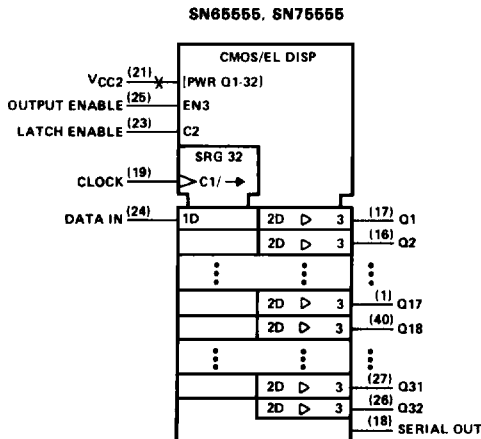 SN65555, SN75555
CMOS/EL DISP
VCC2 (21) [PWR Q1-32]
OUTPUT ENABLE (25) EN3
LATCH ENABLE (23) C2
SRG 32
CLOCK (19) C1/
DATA IN (24) 1D 2D 3 (17) Q1
2D 3 (16) Q2
2D 3 (1) Q17
2D 3 (40) Q18
2D 3 (27) Q31
2D 3 (26) Q32
(18) SERIAL OUT